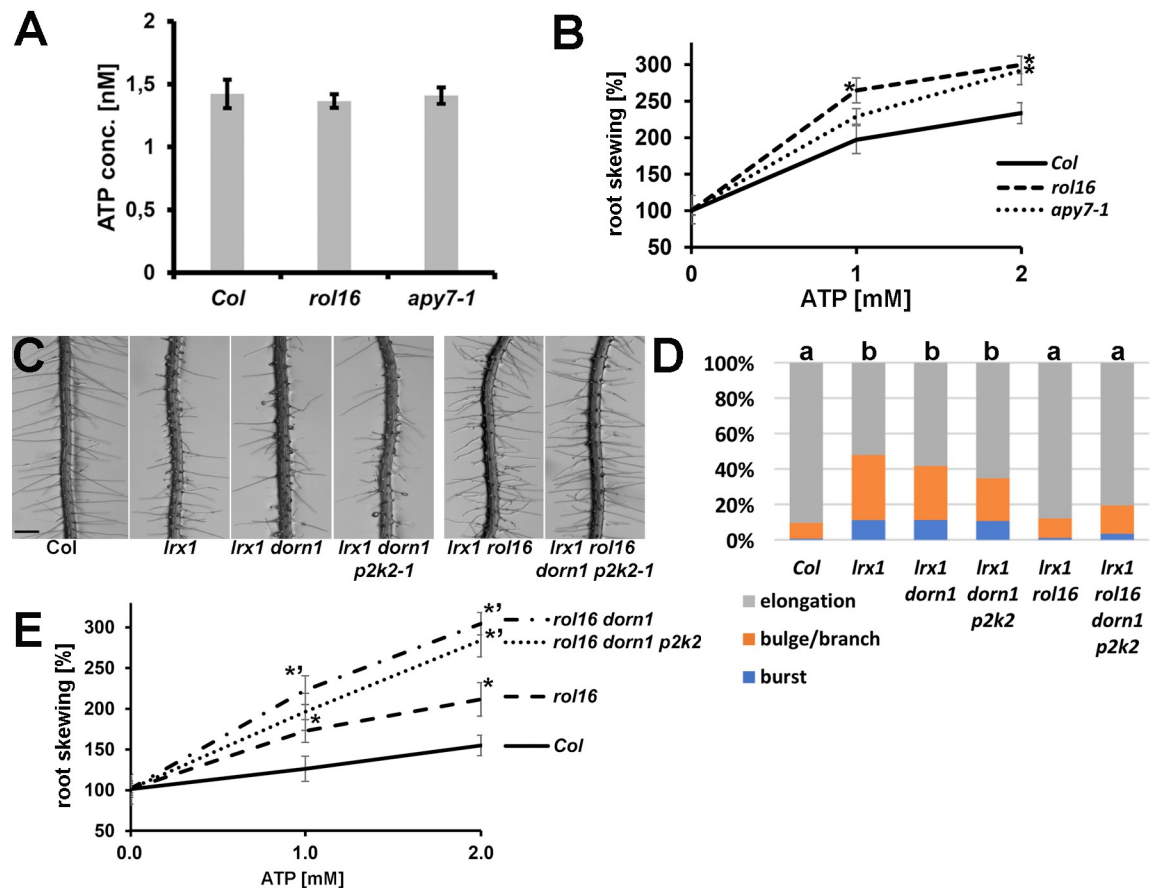 A
ATP conc. [nM]
2
1,5
1
0,5
0
Col rol16 apy7-1
B
root skewing [%]
300
250
200
150
100
50
*
*
*
Col
rol16
apy7-1
0 1 2
ATP [mM]
C
Col
lrx1
lrx1 dorn1
lrx1 dorn1
p2k2-1
lrx1 rol16
lrx1 rol16
dorn1 p2k2-1
D
a b b b a a
100%
80%
60%
40%
20%
0%
Col
lrx1
lrx1
dorn1
lrx1
dorn1
p2k2
lrx1
rol16
lrx1
rol16
dorn1
p2k2
elongation
bulge/branch
burst
E
root skewing [%]
300
250
200
150
100
50
*’
*
*’
*’
*
rol16 dorn1
rol16 dorn1 p2k2
rol16
Col
0.0 1.0 2.0
ATP [mM]